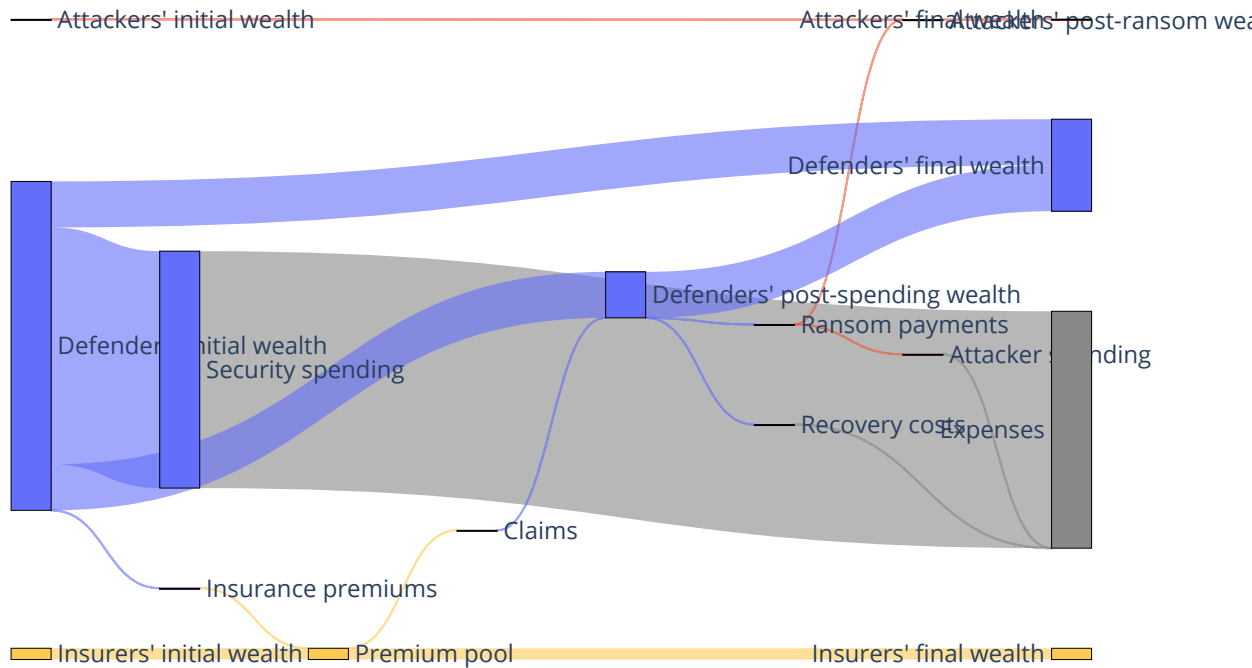 Attackers' initial wealth
Attackers' final wealth
Attackers' post-ransom wea
Defenders' final wealth
Defenders' post-spending wealth
Ransom payments
Defenders' initial wealth
Attacker spending
Security spending
Recovery costs
Expenses
Claims
Insurance premiums
Insurers' initial wealth
Premium pool
Insurers' final wealth